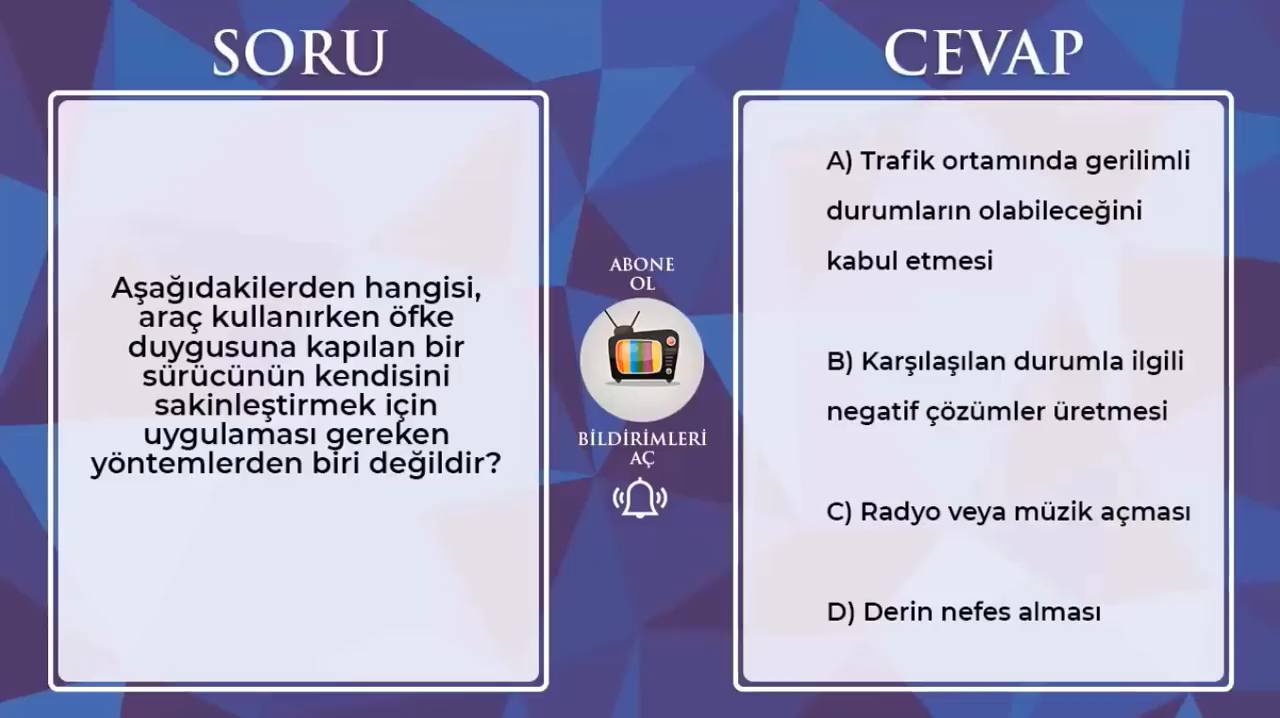 SORU
Aşağıdakilerden hangisi,
araç kullanırken öfke
duygusuna kapılan bir
sürücünün kendisini
sakinleştirmek için
uygulaması gereken
yöntemlerden biri değildir?
ABONE
OL
BİLDİRİMLERİ
AÇ
CEVAP
A) Trafik ortamında gerilimli
durumların olabileceğini
kabul etmesi
B) Karşılaşılan durumla ilgili
negatif çözümler üretmesi
C) Radyo veya müzik açması
D) Derin nefes alması